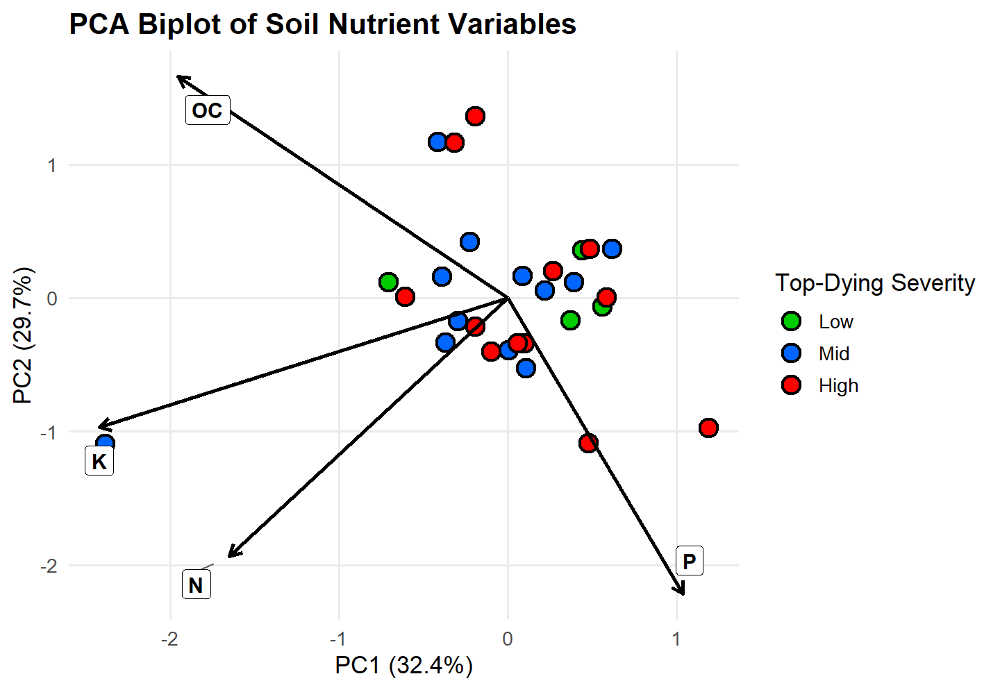 PCA Biplot of Soil Nutrient Variables
OC
K
N
P
1
0
-1
-2
-2
-1
0
1
PC2 (29.7%)
PC1 (32.4%)
Top-Dying Severity
Low
Mid
High